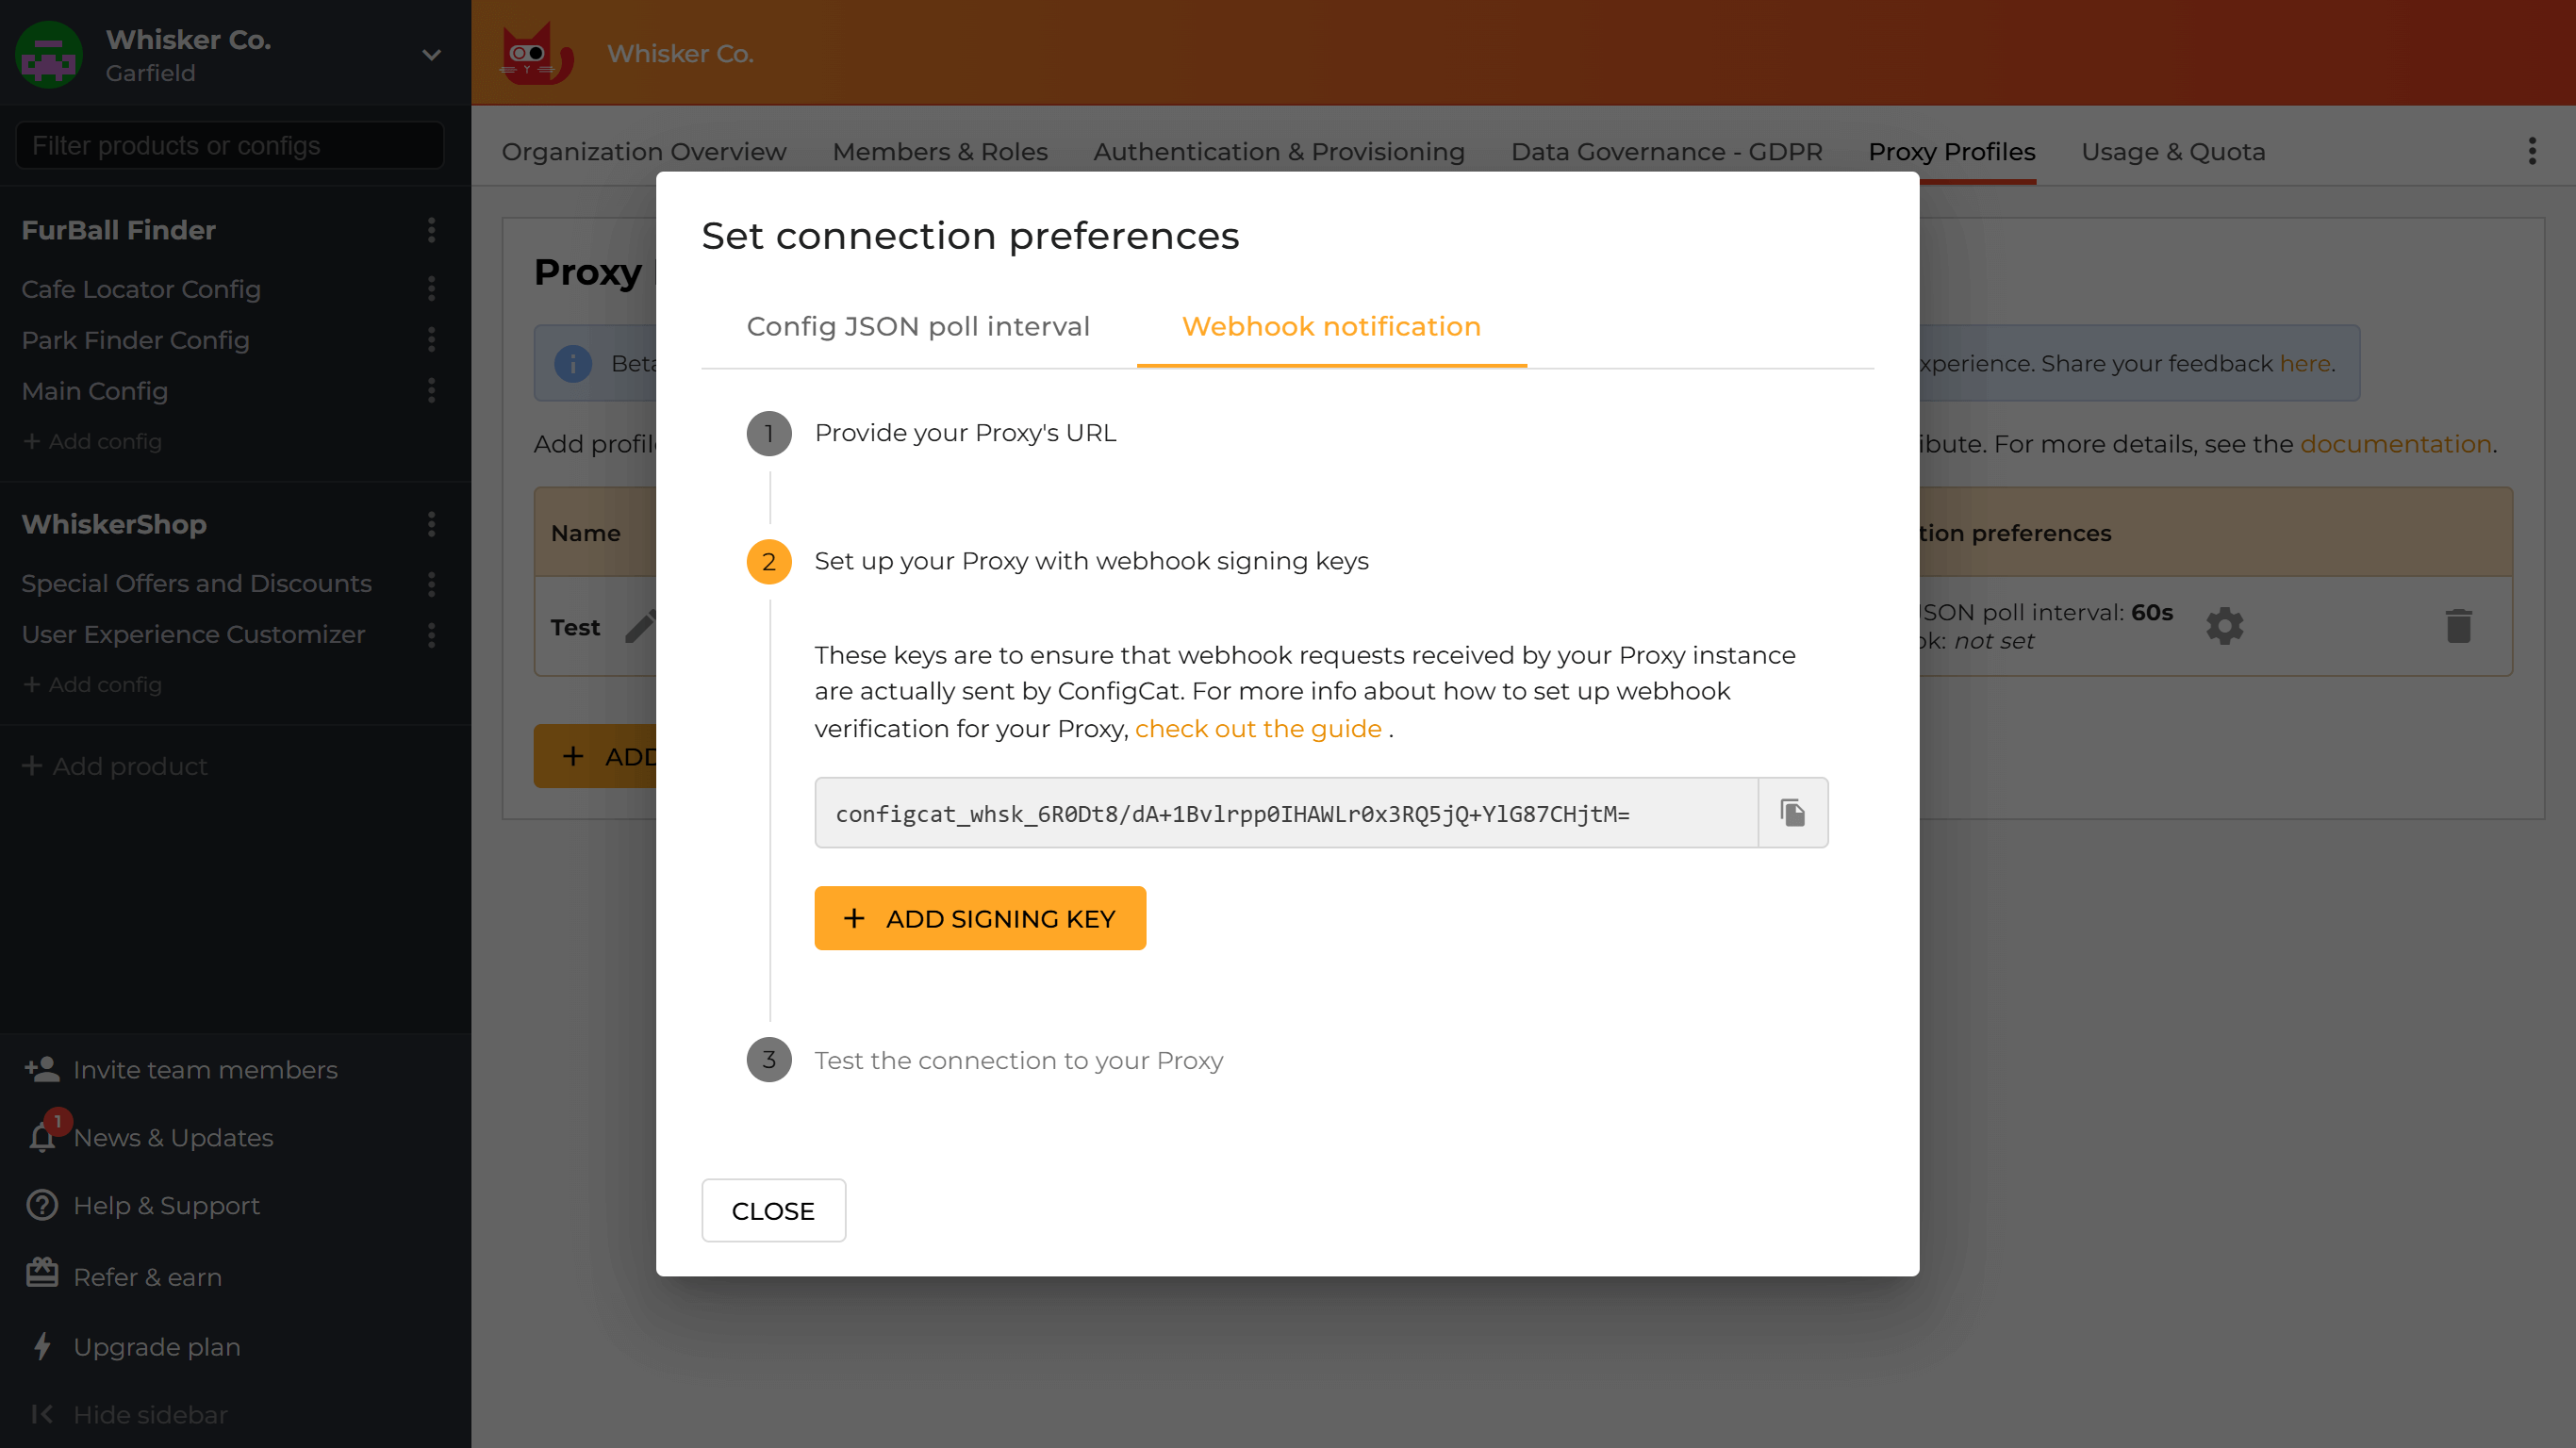 Whisker Co.
Garfield
Whisker Co.
Filter products or configs
FurBall Finder
Cafe Locator Config
Park Finder Config
Main Config
+ Add config
WhiskerShop
Special Offers and Discounts
User Experience Customizer
+ Add config
+ Add product
Invite team members
1
News & Updates
Help & Support
Refer & earn
Upgrade plan
Hide sidebar
Organization Overview Members & Roles Authentication & Provisioning Data Governance - GDPR Proxy Profiles Usage & Quota
Proxy
Beta
xperience. Share your feedback here.
Add profil
ibute. For more details, see the documentation.
Name
tion preferences
Test
JSON poll interval: 60s
ok: not set
+ ADD
Set connection preferences
Config JSON poll interval Webhook notification
1 Provide your Proxy's URL
2 Set up your Proxy with webhook signing keys
These keys are to ensure that webhook requests received by your Proxy instance
are actually sent by ConfigCat. For more info about how to set up webhook
verification for your Proxy, check out the guide .
configcat_whsk_6R0Dt8/dA+1Bvlrpp0IHAWLr0x3RQ5jQ+YlG87CHjtM=
+ ADD SIGNING KEY
3 Test the connection to your Proxy
CLOSE